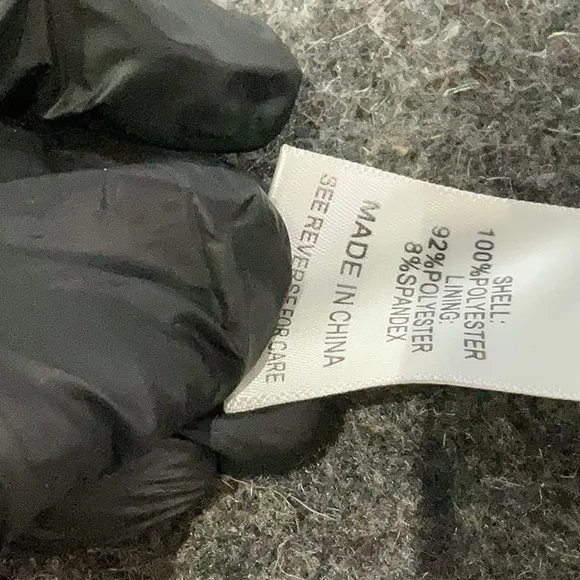 SHELL:
100%POLYESTER
LINING:
92%POLYESTER
8%SPANDEX
MADE IN CHINA
SEE REVERSE FOR CARE